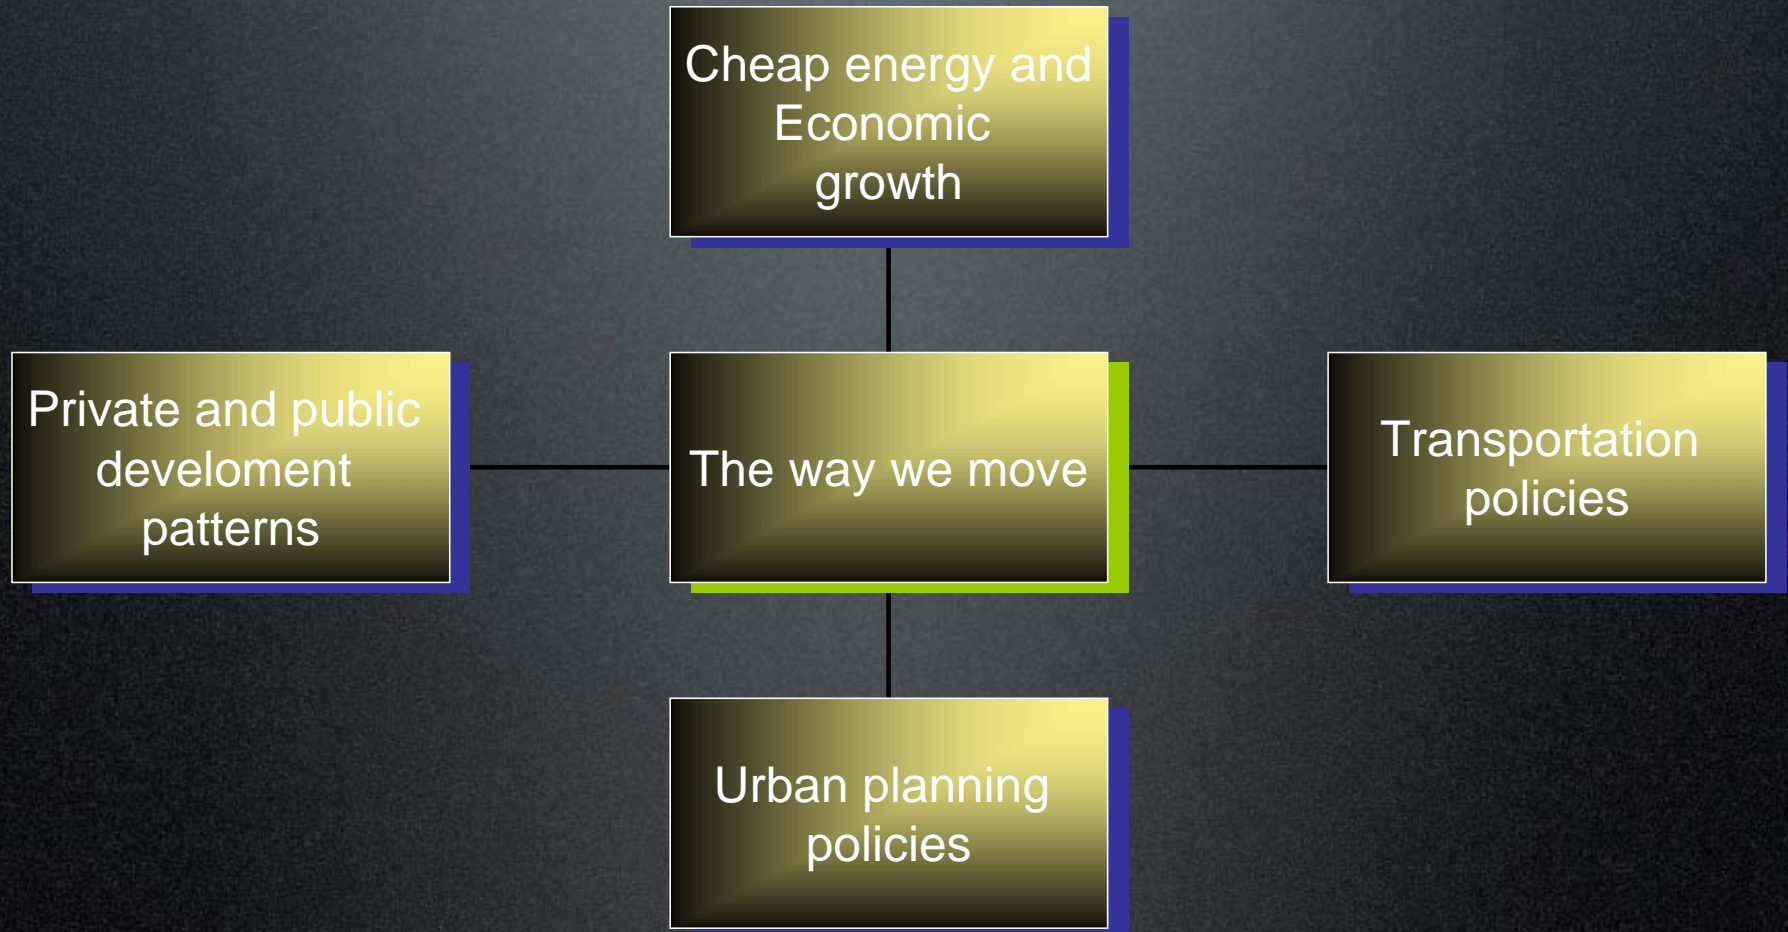 Cheap energy and
Economic
growth
Private and public
develoment
patterns
The way we move
Transportation
policies
Urban planning
policies